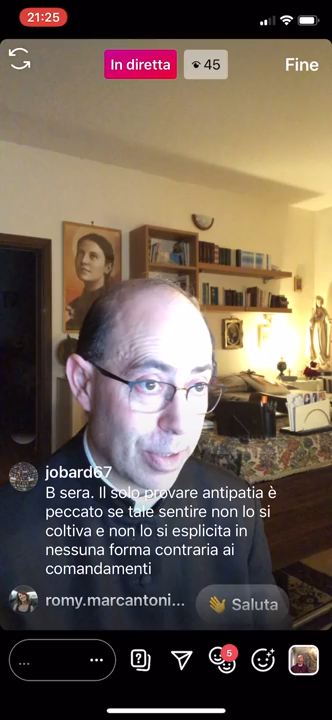 21:25
In diretta
45
Fine
jobard67
B sera. Il solo provare antipatia è
peccato se tale sentire non lo si
coltiva e non lo si esplicita in
nessuna forma contraria ai
comandamenti
romy.marcantoni...
👋 Saluta
... •••
5